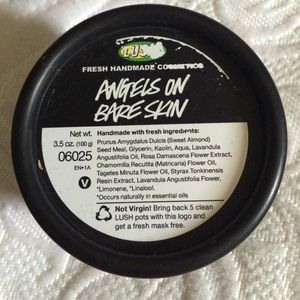 LUSH
FRESH HANDMADE COSMETICS
ANGELS ON
BARE SKIN
Net wt.
3.5 oz. (100 g)
06025
EN•1A
V
Handmade with fresh ingredients:
Prunus Amygdalus Dulcis (Sweet Almond)
Seed Meal, Glycerin, Kaolin, Aqua, Lavandula
Angustifolia Oil, Rosa Damascena Flower Extract,
Chamomilla Recutita (Matricaria) Flower Oil,
Tagetes Minuta Flower Oil, Styrax Tonkinensis
Resin Extract, Lavandula Angustifolia Flower,
*Limonene, *Linalool.
*Occurs naturally in essential oils
Not Virgin! Bring back 5 clean
LUSH pots with this logo and
get a fresh mask free.